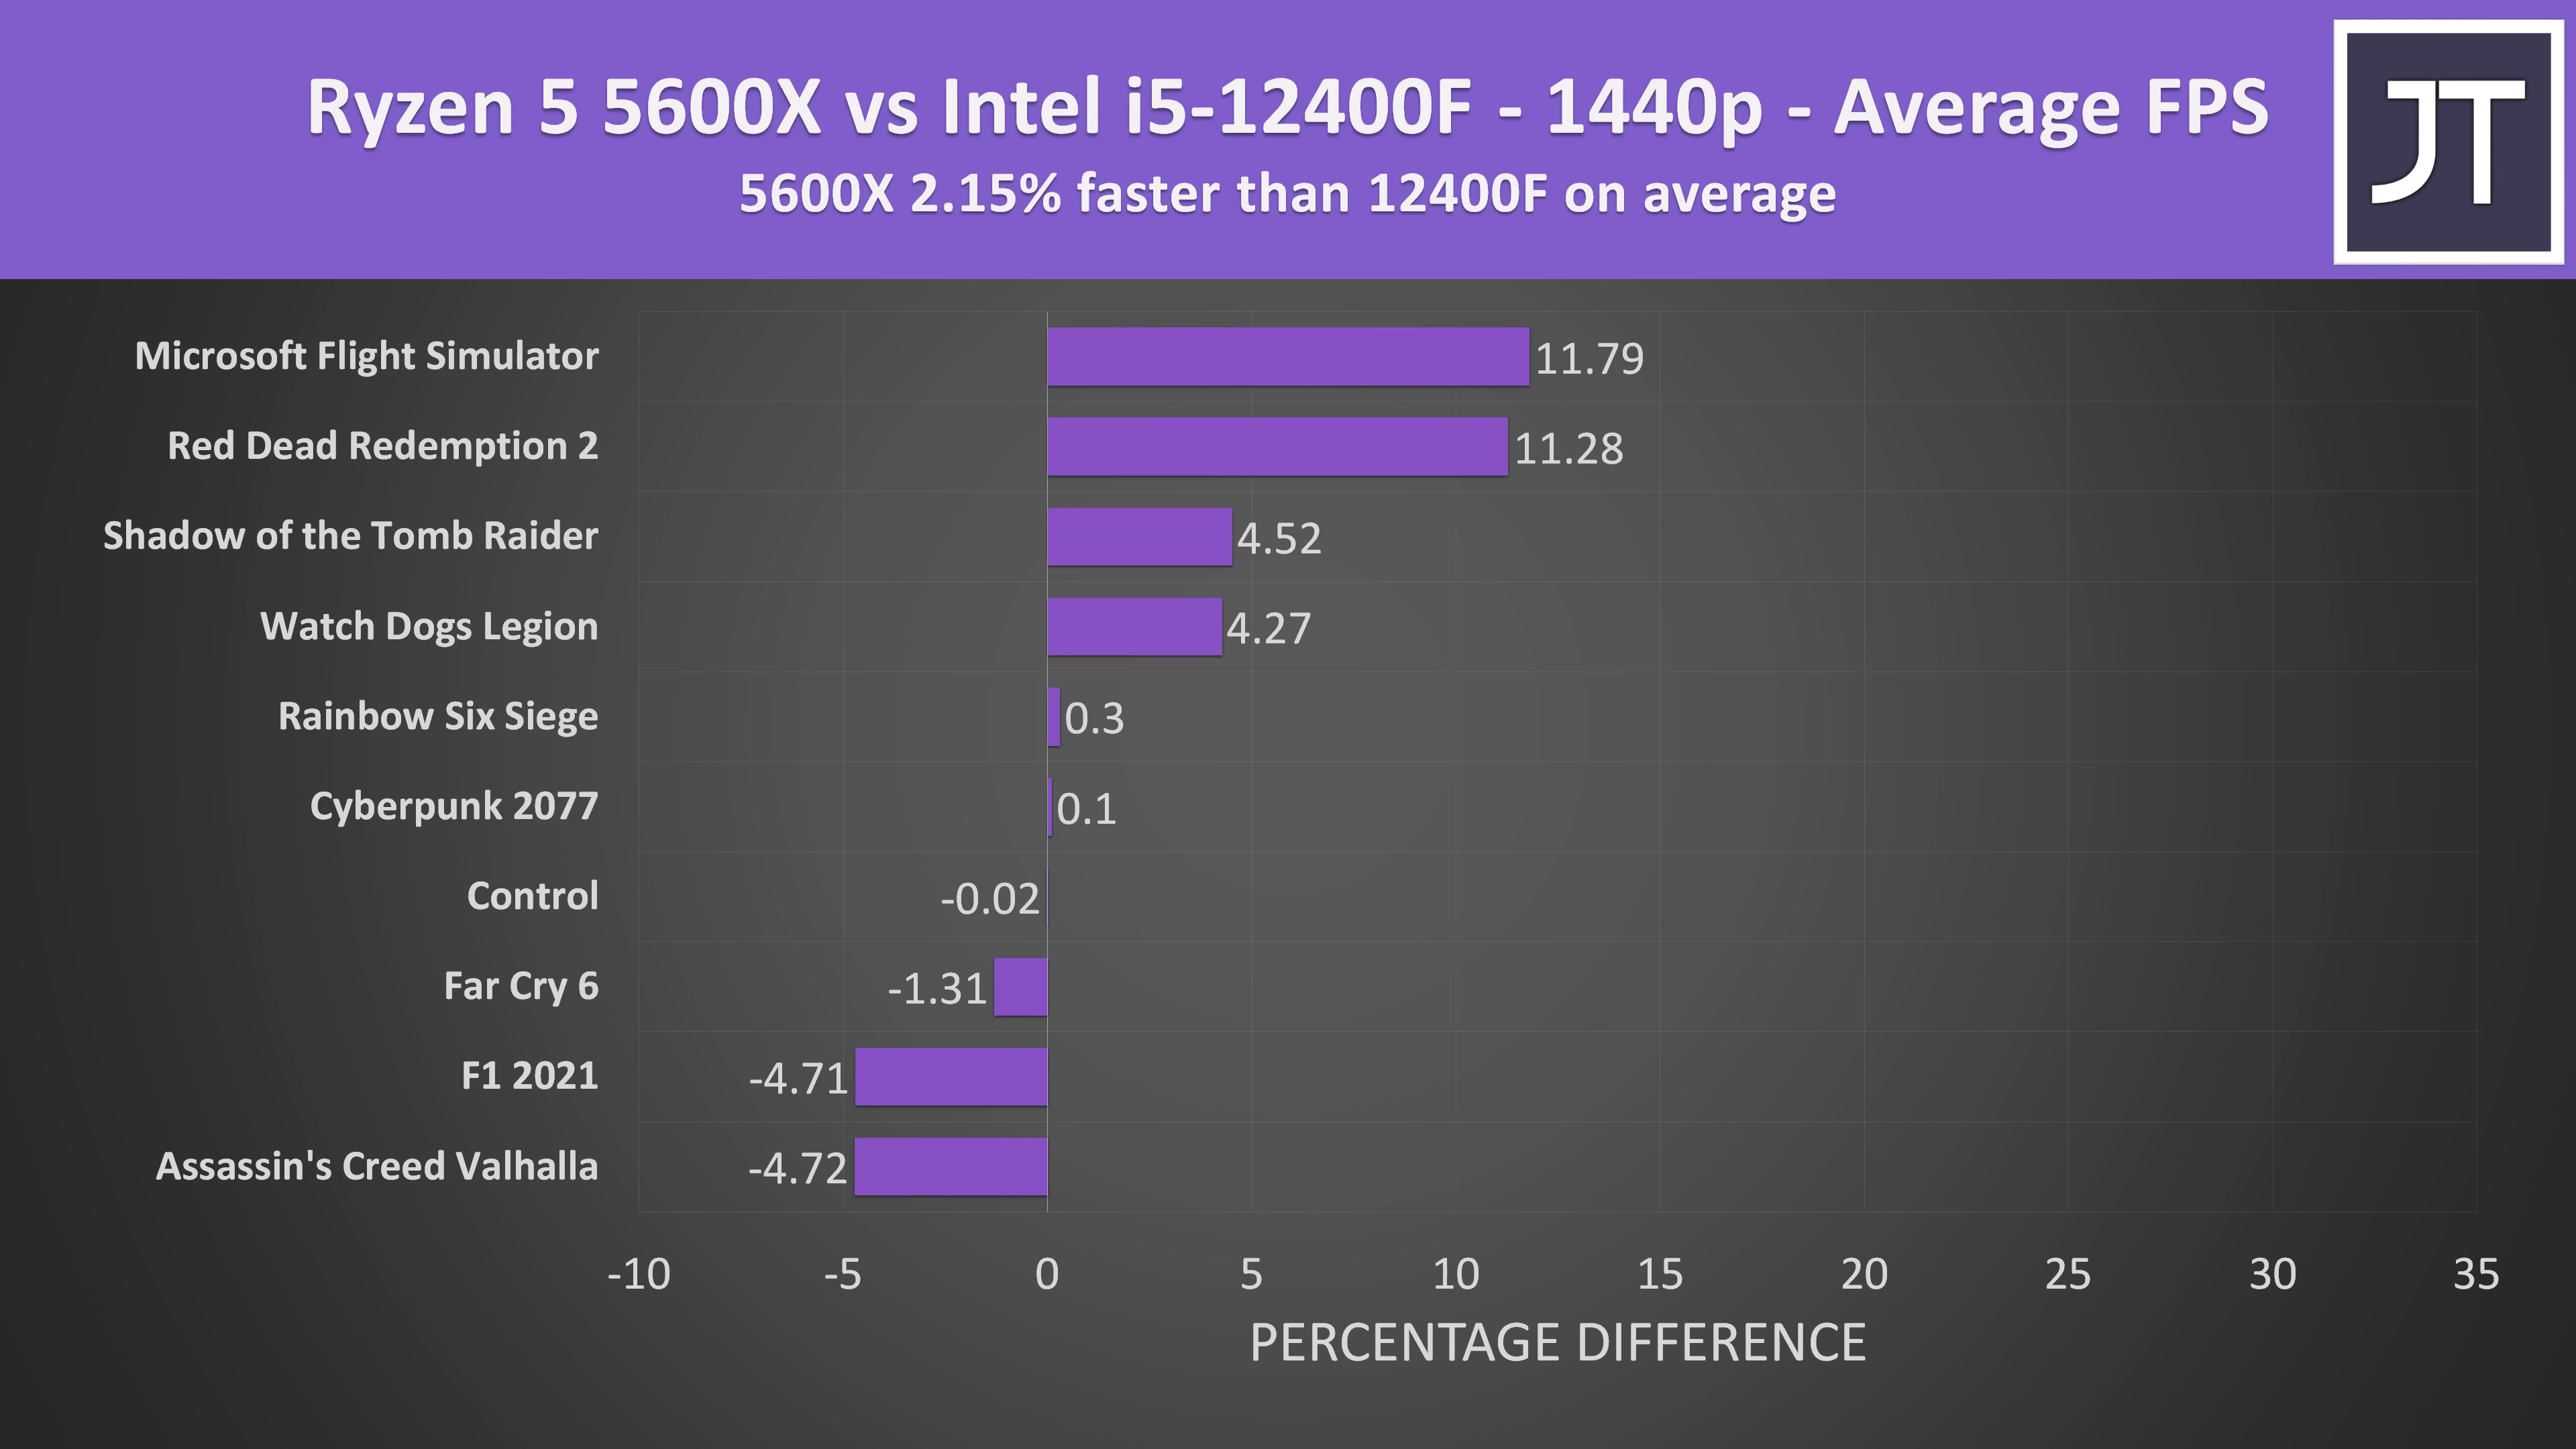 Ryzen 5 5600X vs Intel i5-12400F - 1440p - Average FPS
5600X 2.15% faster than 12400F on average
JT
Microsoft Flight Simulator 11.79
Red Dead Redemption 2 11.28
Shadow of the Tomb Raider 4.52
Watch Dogs Legion 4.27
Rainbow Six Siege 0.3
Cyberpunk 2077 0.1
Control -0.02
Far Cry 6 -1.31
F1 2021 -4.71
Assassin's Creed Valhalla -4.72
-10 -5 0 5 10 15 20 25 30 35
PERCENTAGE DIFFERENCE